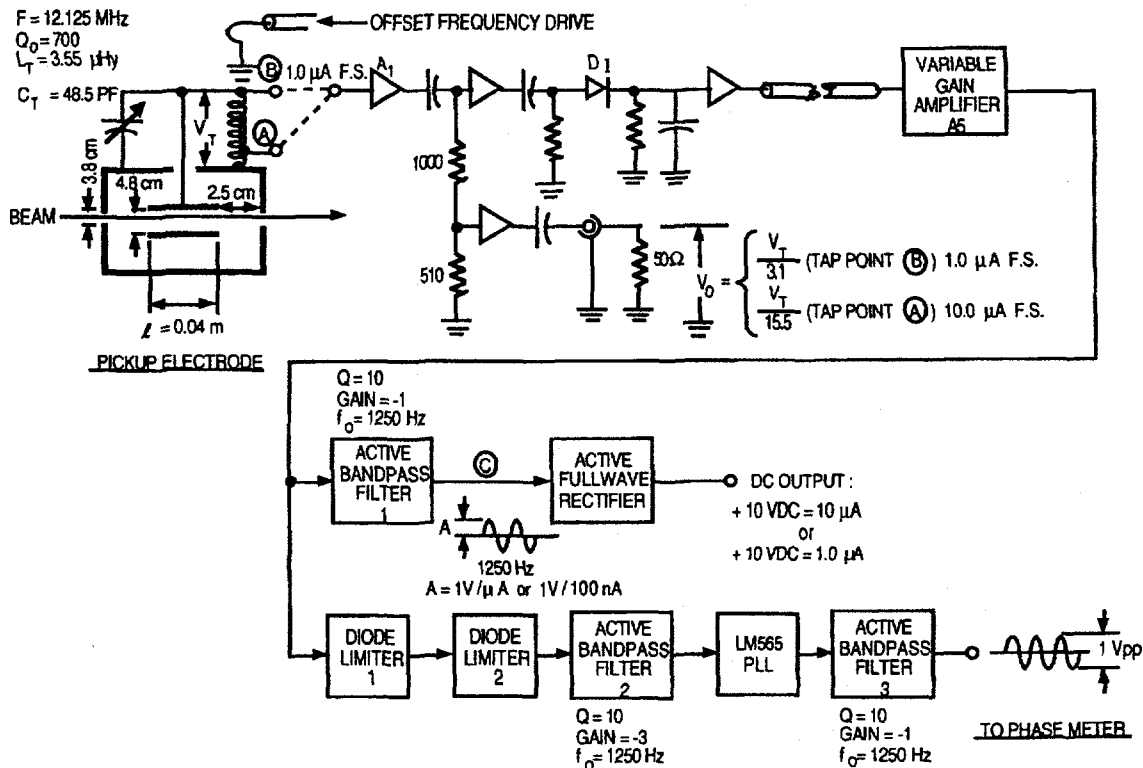 F = 12.125 MHz
Qo = 700
LT = 3.55 μHy
CT = 48.5 PF
OFFSET FREQUENCY DRIVE
B
1.0 μA F.S.
A1
D1
VARIABLE
GAIN
AMPLIFIER
A5
VT
A
3.8 cm
4.8 cm
2.5 cm
BEAM
ℓ = 0.04 m
PICKUP ELECTRODE
1000
510
50Ω
VO =
VT
3.1
(TAP POINT B) 1.0 μA F.S.
VT
15.5
(TAP POINT A) 10.0 μA F.S.
Q = 10
GAIN = -1
fO = 1250 Hz
ACTIVE
BANDPASS
FILTER
1
C
ACTIVE
FULLWAVE
RECTIFIER
DC OUTPUT :
+ 10 VDC = 10 μA
or
+ 10 VDC = 1.0 μA
A
1250 Hz
A = 1V/μ A or 1V/100 nA
DIODE
LIMITER
1
DIODE
LIMITER
2
ACTIVE
BANDPASS
FILTER
2
LM565
PLL
ACTIVE
BANDPASS
FILTER
3
1 Vpp
Q = 10
GAIN = -3
fO = 1250 Hz
Q = 10
GAIN = -1
fO = 1250 Hz
TO PHASE METER